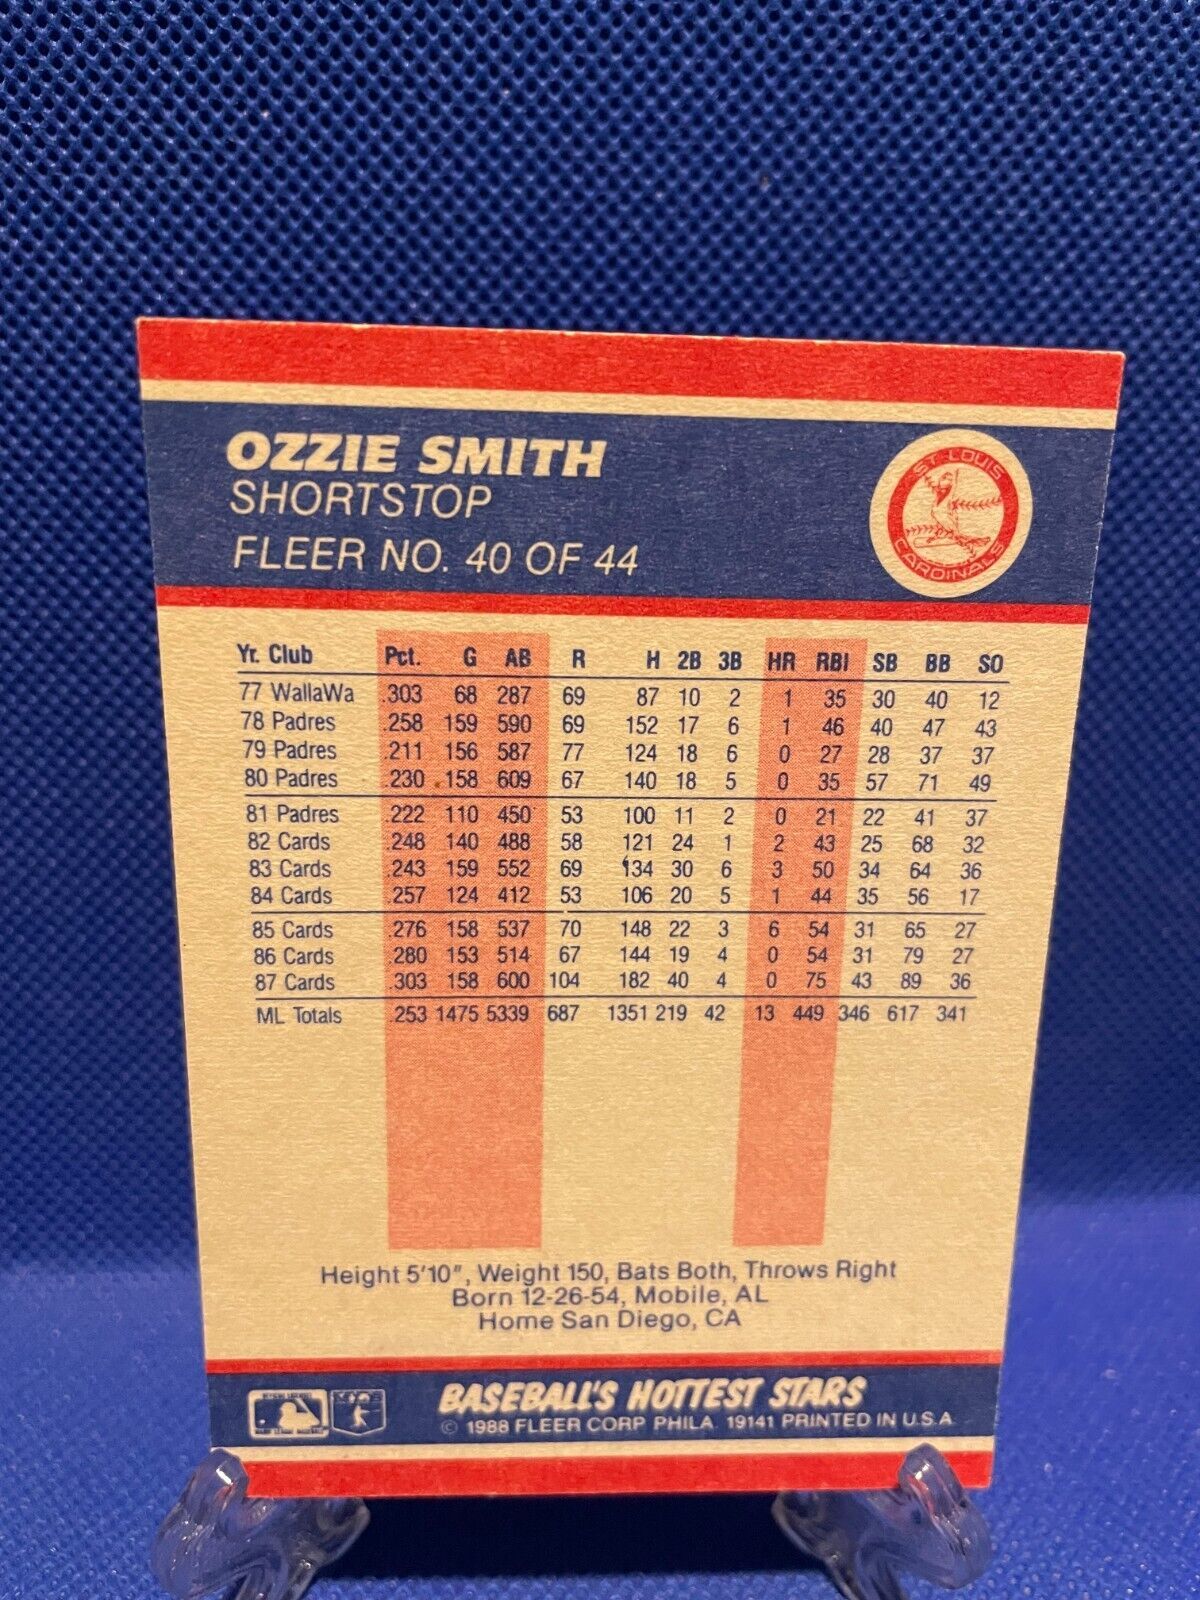 OZZIE SMITH
SHORTSTOP
FLEER NO. 40 OF 44
ST. LOUIS
CARDINALS
Yr. Club Pct. G AB R H 2B 3B HR RBI SB BB SO
77 WallaWa .303 68 287 69 87 10 2 1 35 30 40 12
78 Padres .258 159 590 69 152 17 6 1 46 40 47 43
79 Padres .211 156 587 77 124 18 6 0 27 28 37 37
80 Padres .230 158 609 67 140 18 5 0 35 57 71 49
81 Padres .222 110 450 53 100 11 2 0 21 22 41 37
82 Cards .248 140 488 58 121 24 1 2 43 25 68 32
83 Cards .243 159 552 69 134 30 6 3 50 34 64 36
84 Cards .257 124 412 53 106 20 5 1 44 35 56 17
85 Cards .276 158 537 70 148 22 3 6 54 31 65 27
86 Cards .280 153 514 67 144 19 4 0 54 31 79 27
87 Cards .303 158 600 104 182 40 4 0 75 43 89 36
ML Totals .253 1475 5339 687 1351 219 42 13 449 346 617 341
Height 5'10", Weight 150, Bats Both, Throws Right
Born 12-26-54, Mobile, AL
Home San Diego, CA
BASEBALL'S HOTTEST STARS
© 1988 FLEER CORP PHILA. 19141 PRINTED IN U.S.A.